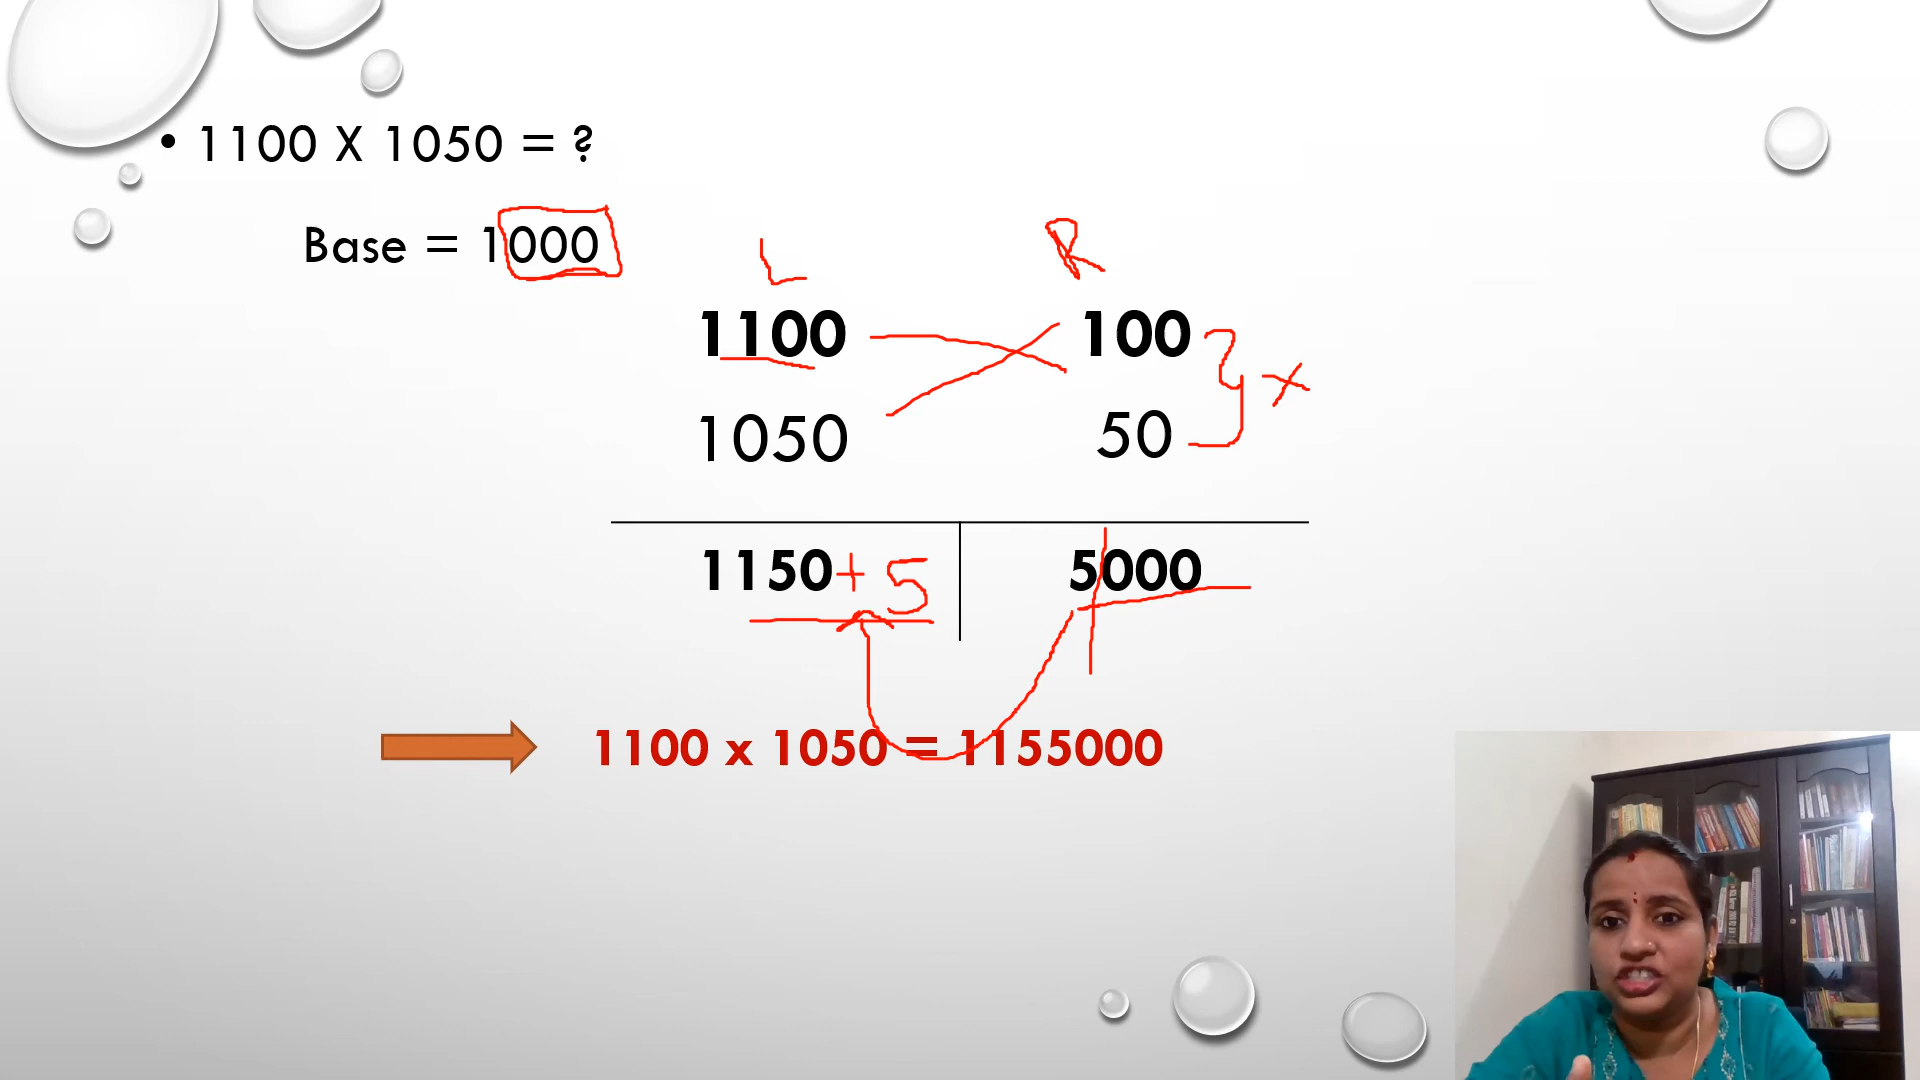 • 1100 X 1050 = ?
Base = 1000
L R
1100 100
1050 50 x
1150 + 5 5000
1100 x 1050 = 1155000